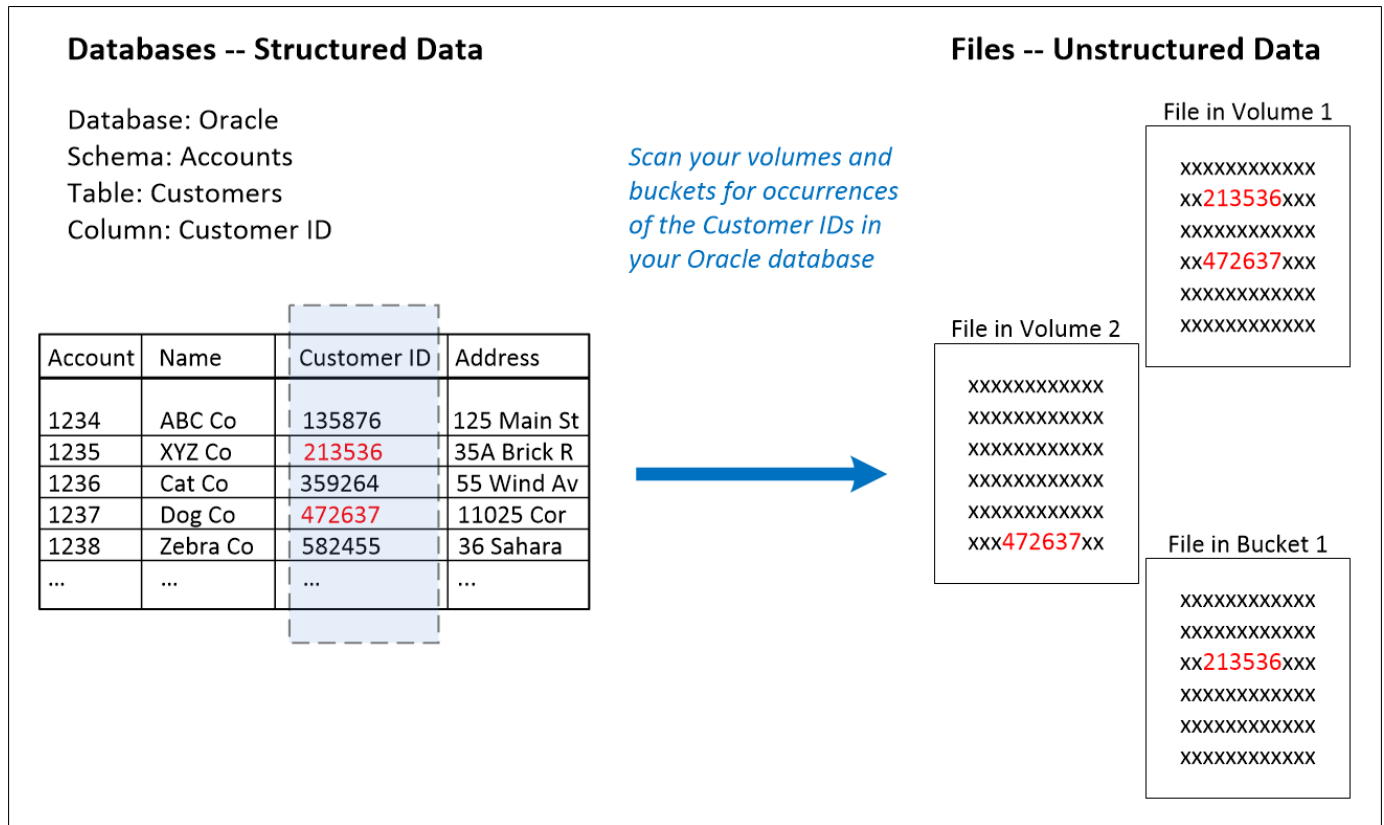 Databases -- Structured Data
Files -- Unstructured Data
Database: Oracle
Schema: Accounts
Table: Customers
Column: Customer ID
Scan your volumes and
buckets for occurrences
of the Customer IDs in
your Oracle database
Account Name Customer ID Address
1234 ABC Co 135876 125 Main St
1235 XYZ Co 213536 35A Brick R
1236 Cat Co 359264 55 Wind Av
1237 Dog Co 472637 11025 Cor
1238 Zebra Co 582455 36 Sahara
... ... ... ...
File in Volume 1
xxxxxxxxxxxx
xx213536xxx
xxxxxxxxxxxx
xx472637xxx
xxxxxxxxxxxx
xxxxxxxxxxxx
File in Volume 2
xxxxxxxxxxxx
xxxxxxxxxxxx
xxxxxxxxxxxx
xxxxxxxxxxxx
xxxxxxxxxxxx
xxx472637xx
File in Bucket 1
xxxxxxxxxxxx
xxxxxxxxxxxx
xx213536xxx
xxxxxxxxxxxx
xxxxxxxxxxxx
xxxxxxxxxxxx